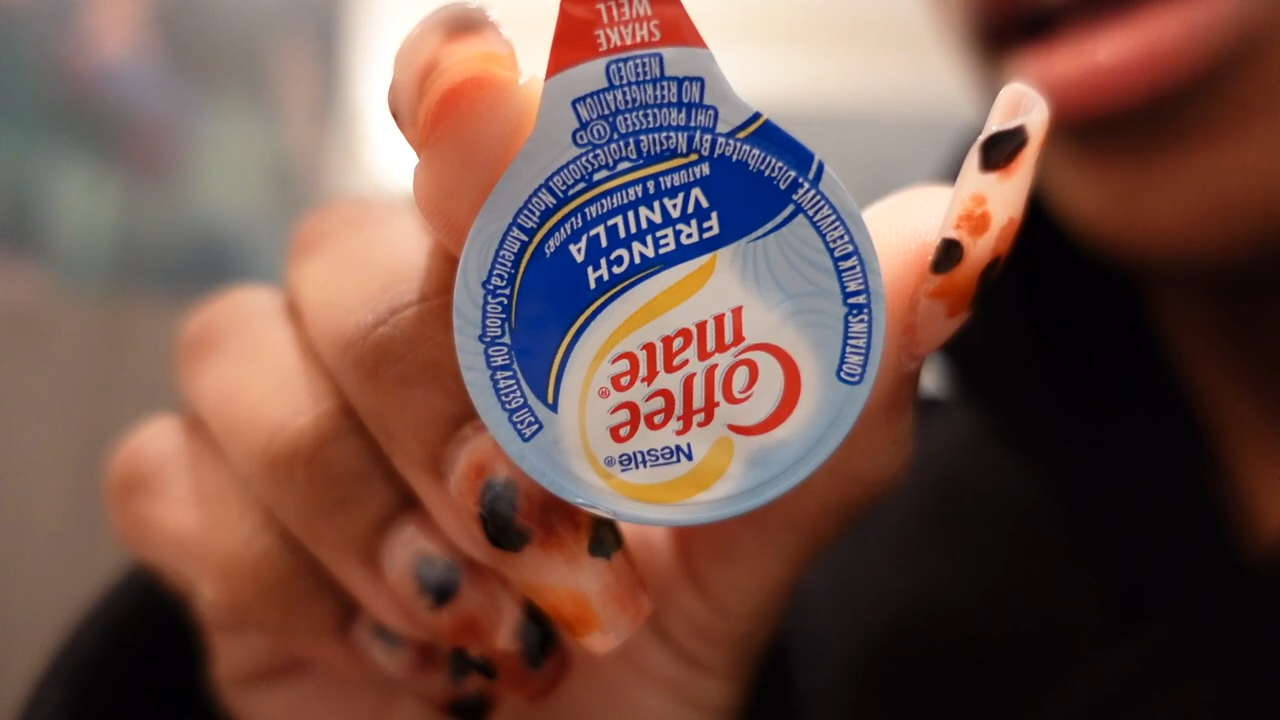 Nestlé®
Coffee
mate®
FRENCH
VANILLA
NATURAL & ARTIFICIAL FLAVORS
CONTAINS: A MILK DERIVATIVE. Distributed By Nestlé Professional North America, Solon, OH 44139 USA
UHT PROCESSED,
NO REFRIGERATION
NEEDED
UD
SHAKE
WELL